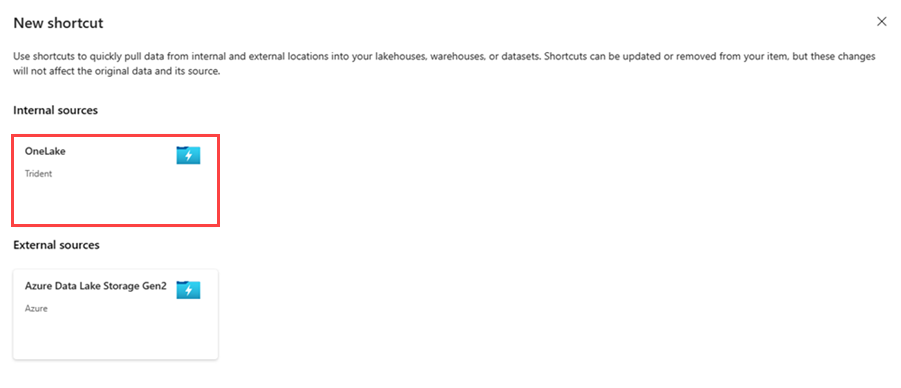 New shortcut
Use shortcuts to quickly pull data from internal and external locations into your lakehouses, warehouses, or datasets. Shortcuts can be updated or removed from your item, but these changes
will not affect the original data and its source.
Internal sources
OneLake
Trident
External sources
Azure Data Lake Storage Gen2
Azure